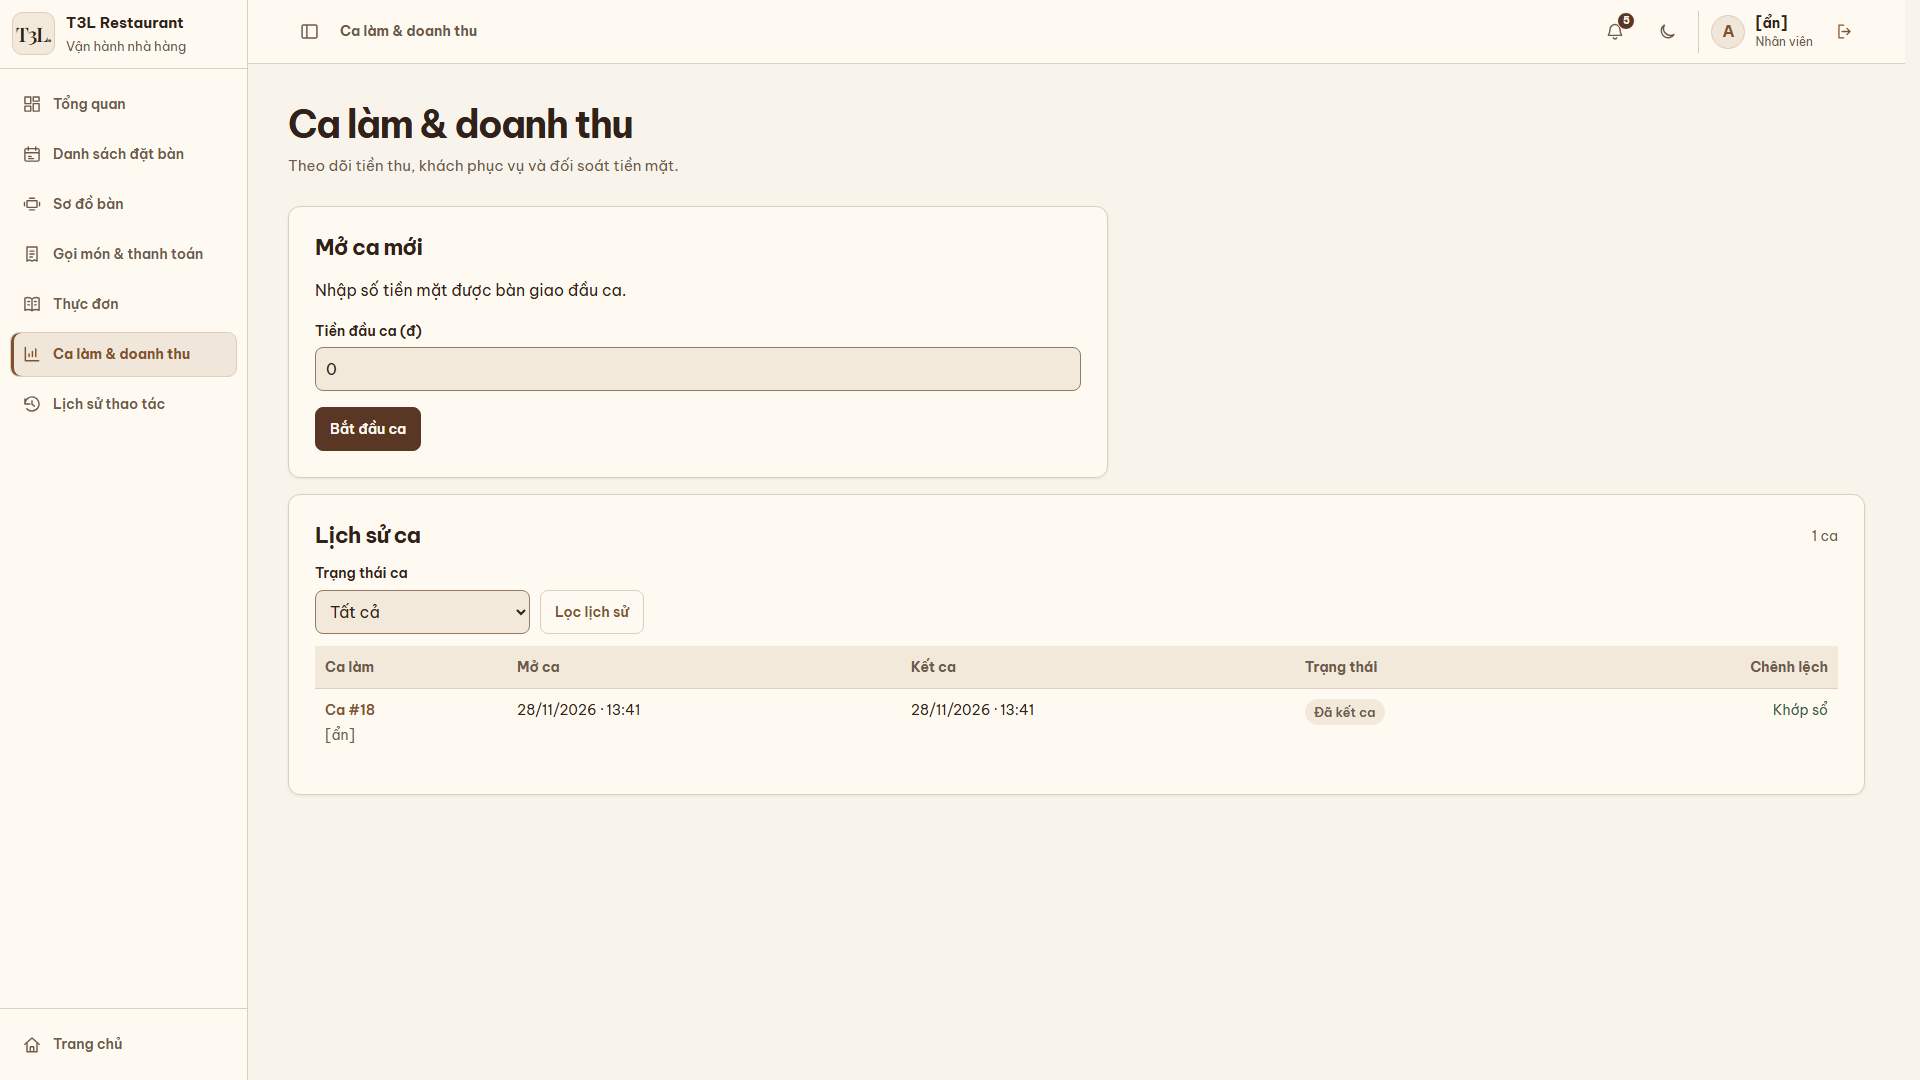 T3L
T3L Restaurant
Vận hành nhà hàng
Tổng quan
Danh sách đặt bàn
Sơ đồ bàn
Gọi món & thanh toán
Thực đơn
Ca làm & doanh thu
Lịch sử thao tác
Trang chủ
Ca làm & doanh thu
5
A
[ẩn]
Nhân viên
Ca làm & doanh thu
Theo dõi tiền thu, khách phục vụ và đối soát tiền mặt.
Mở ca mới
Nhập số tiền mặt được bàn giao đầu ca.
Tiền đầu ca (đ)
0
Bắt đầu ca
Lịch sử ca
1 ca
Trạng thái ca
Tất cả
Lọc lịch sử
Ca làm Mở ca Kết ca Trạng thái Chênh lệch
Ca #18 28/11/2026 · 13:41 28/11/2026 · 13:41 Đã kết ca Khớp sổ
[ẩn]